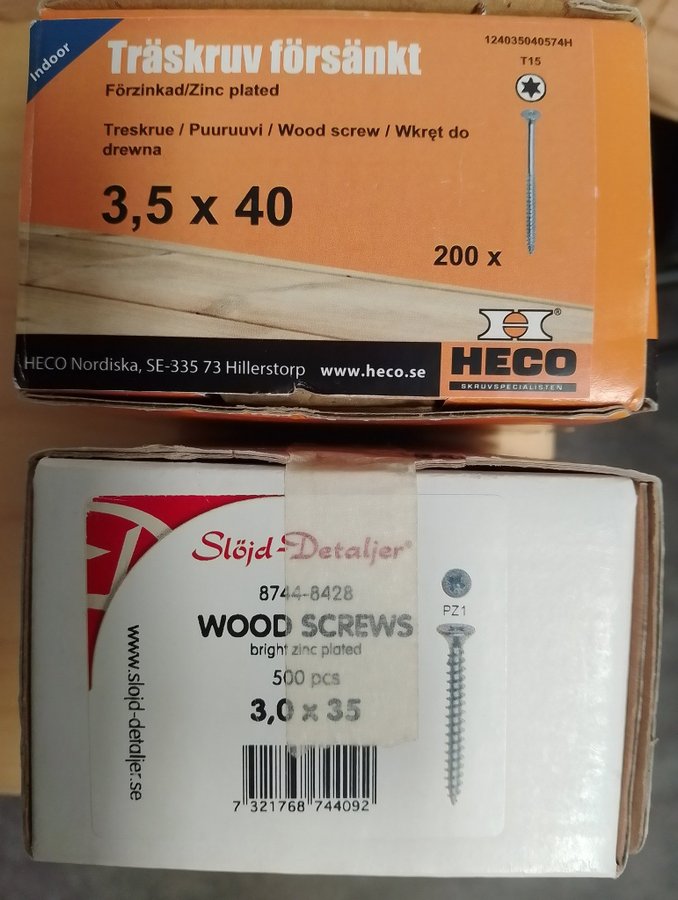 Indoor
Träskruv försänkt
Förzinkad/Zinc plated
Treskrue / Puuruuvi / Wood screw / Wkręt do
drewna
3,5 x 40
124035040574H
T15
200 x
H®
HECO
SKRUVSPECIALISTEN
HECO Nordiska, SE-335 73 Hillerstorp www.heco.se
Slöjd-Detaljer®
8744-8428
WOOD SCREWS
bright zinc plated
500 pcs
3,0 x 35
PZ1
www.slojd-detaljer.se
7 321768 744092